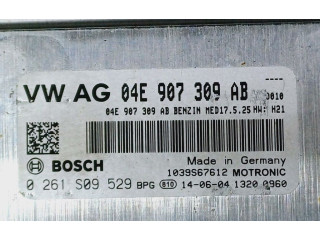 ----
VW AG 04E 907 309 AB
0010
04E 907 309 AB BENZIN MED17.5.25 HW: H21
BOSCH
Made in Germany
1039S67612 MOTRONIC
0 261 S09 529 BPG 810 14-06-04 1320 0960